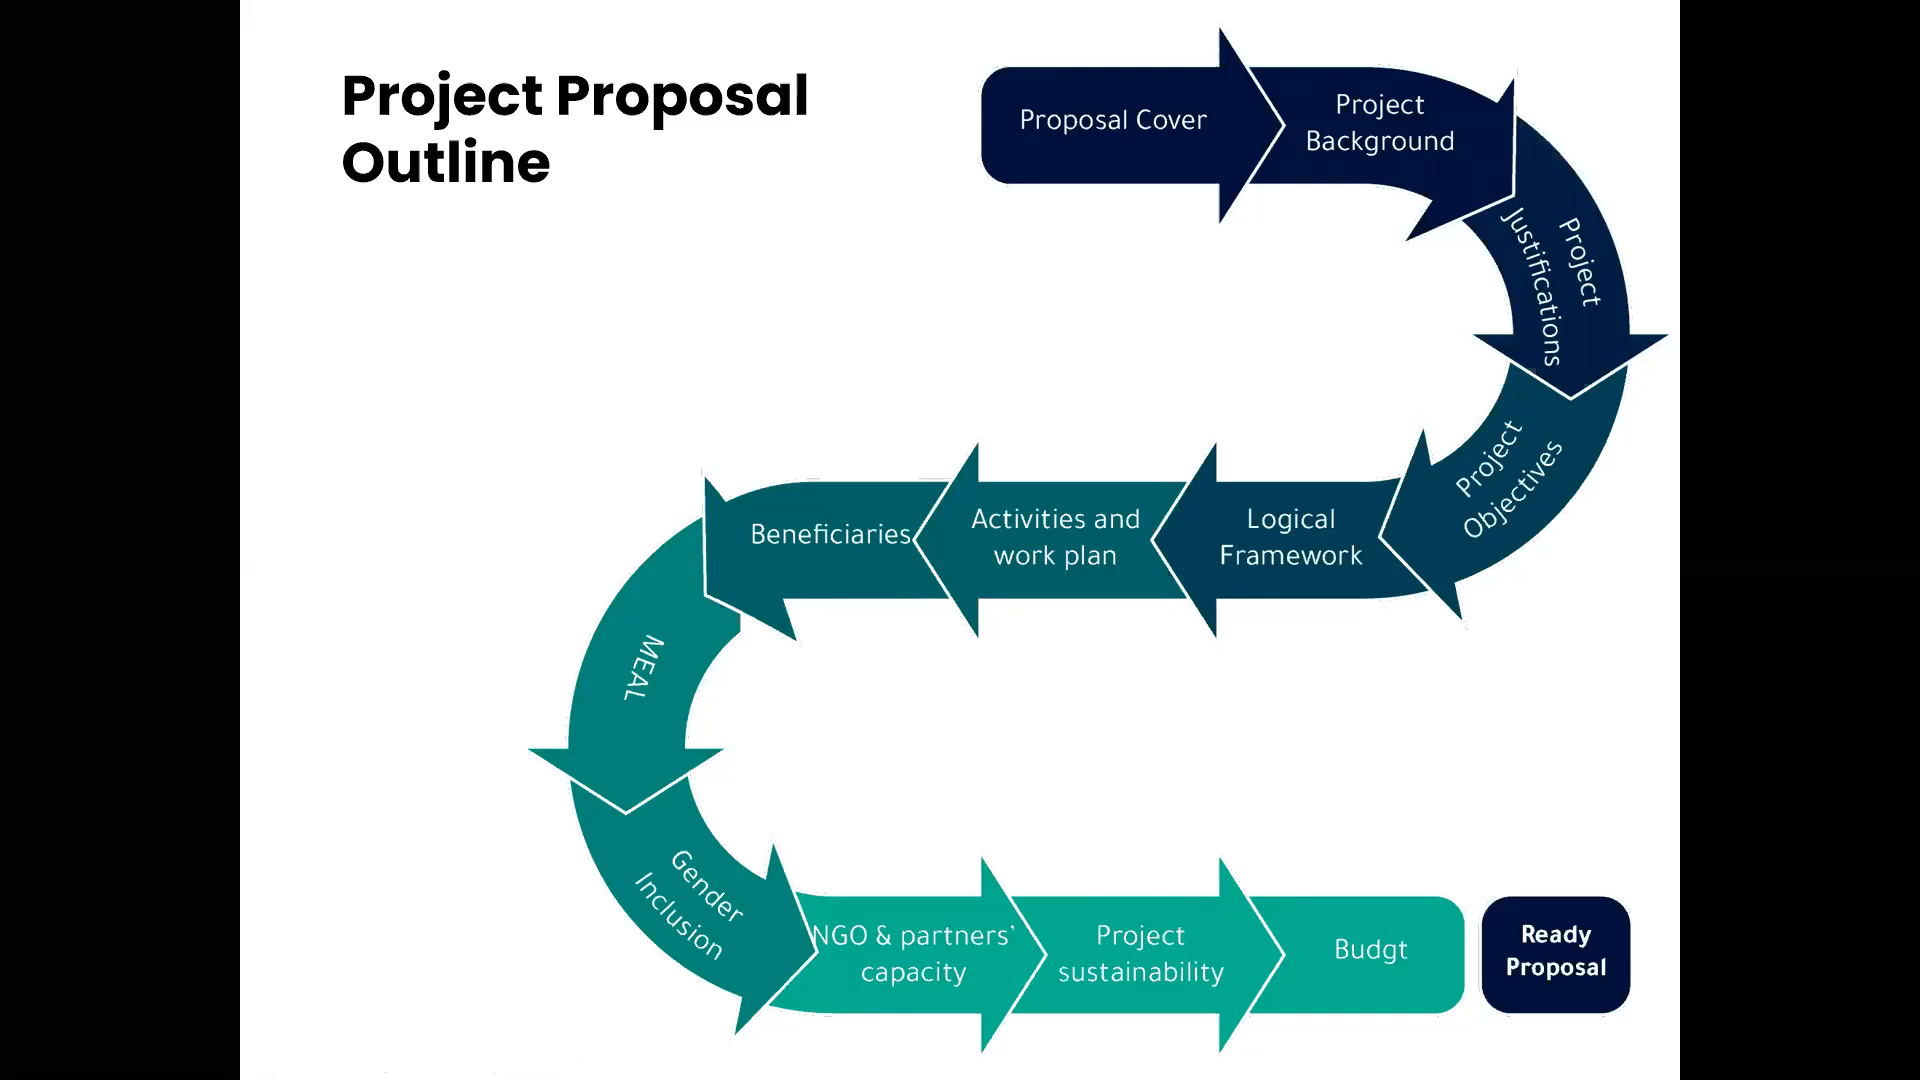 Project Proposal
Outline
Proposal Cover
Project
Background
Project
Justifications
Project
Objectives
Logical
Framework
Activities and
work plan
Beneficiaries
MEAL
Gender
Inclusion
NGO & partners'
capacity
Project
sustainability
Budgt
Ready
Proposal